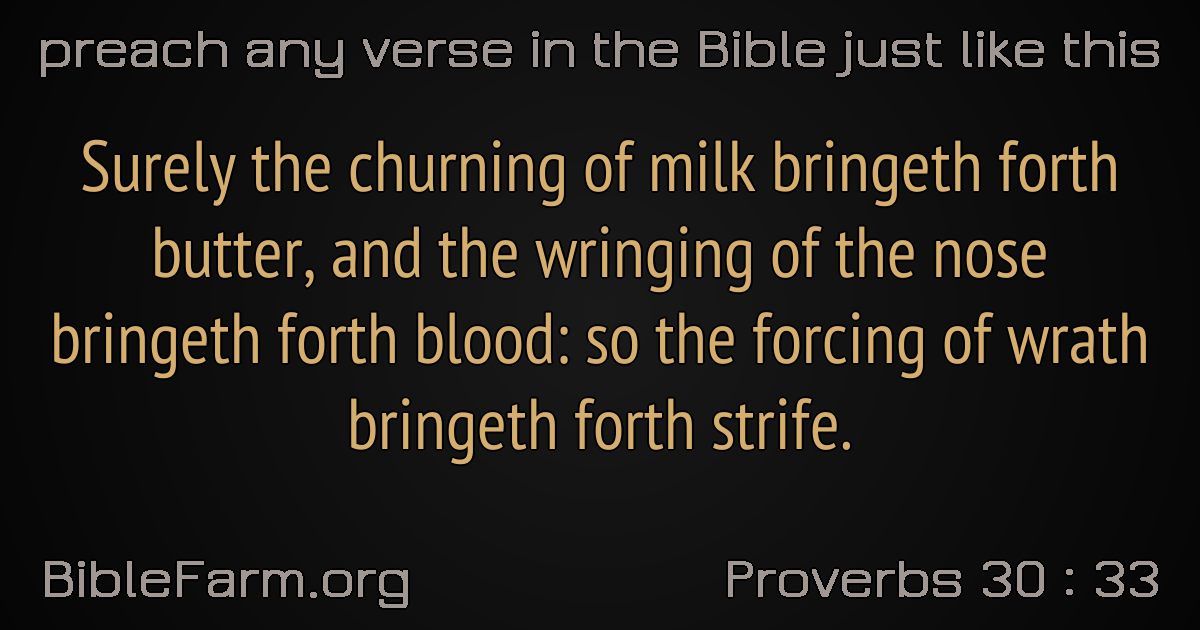 preach any verse in the Bible just like this
Surely the churning of milk bringeth forth
butter, and the wringing of the nose
bringeth forth blood: so the forcing of wrath
bringeth forth strife.
BibleFarm.org
Proverbs 30 : 33